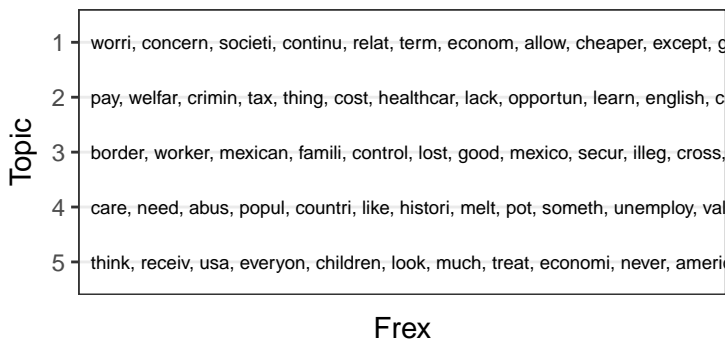 Topic
1 worri, concern, societi, continu, relat, term, econom, allow, cheaper, except,
2 pay, welfar, crimin, tax, thing, cost, healthcar, lack, opportun, learn, english,
3 border, worker, mexican, famili, control, lost, good, mexico, secur, illeg, cross,
4 care, need, abus, popul, countri, like, histori, melt, pot, someth, unemploy, val
5 think, receiv, usa, everyon, children, look, much, treat, economi, never, ameri
Frex